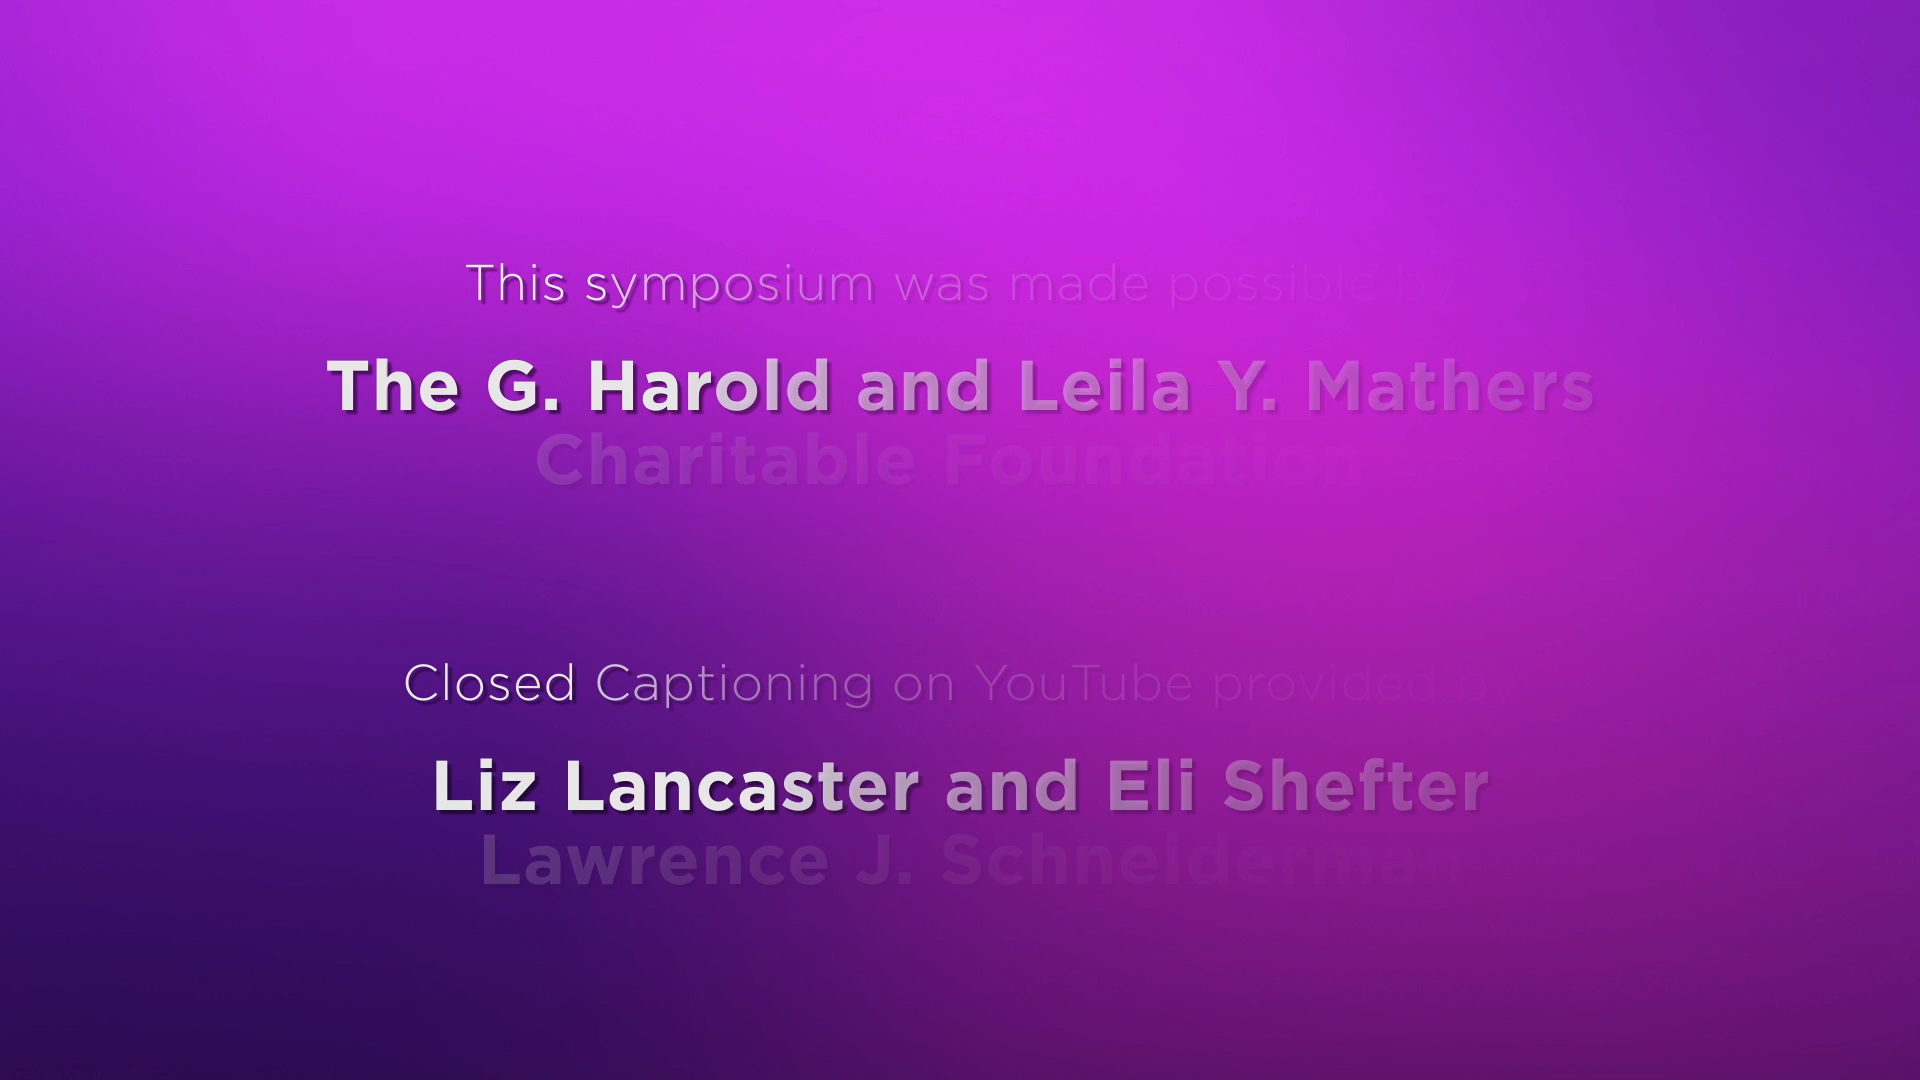 This symposium was made possible by
The G. Harold and Leila Y. Mathers
Charitable Foundation
Closed Captioning on YouTube provided by
Liz Lancaster and Eli Shefter
Lawrence J. Schneiderman